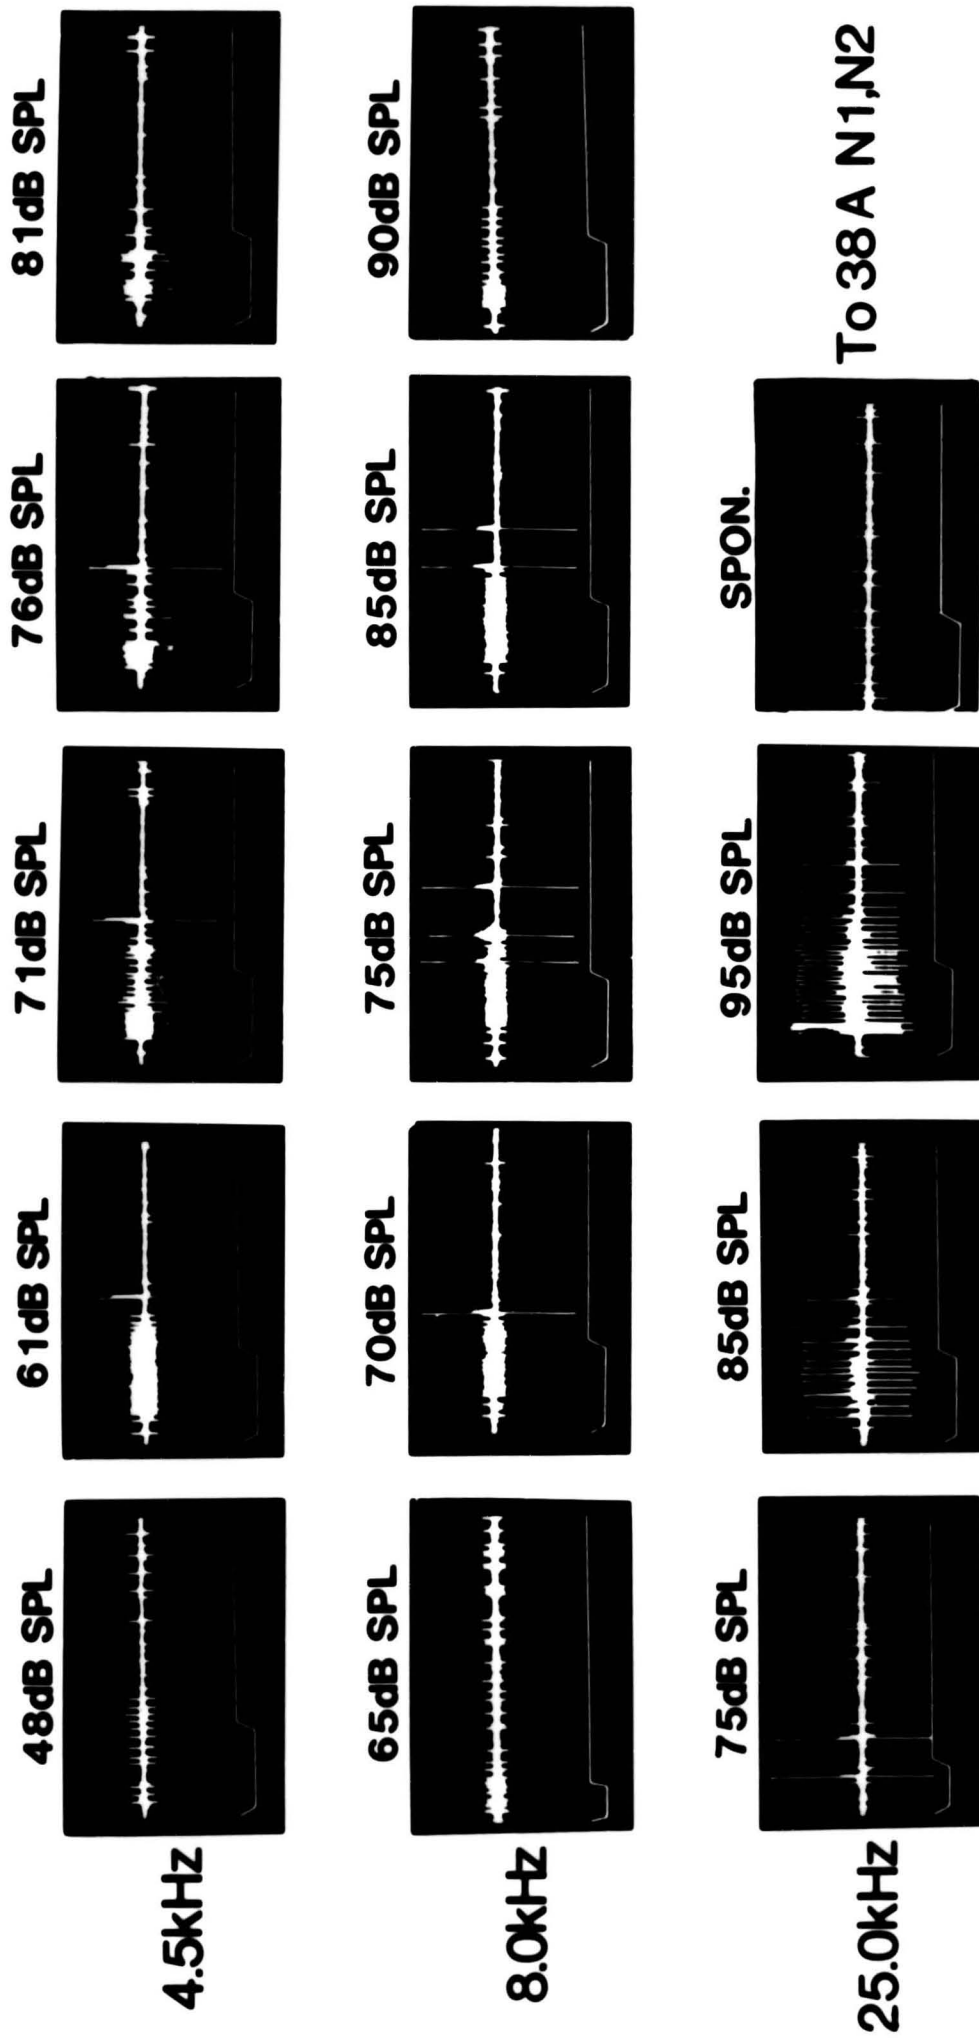 4.5kHz
48dB SPL
61dB SPL
71dB SPL
76dB SPL
81dB SPL
8.0kHz
65dB SPL
70dB SPL
75dB SPL
85dB SPL
90dB SPL
25.0kHz
75dB SPL
85dB SPL
95dB SPL
SPON.
To 38 A N1,N2